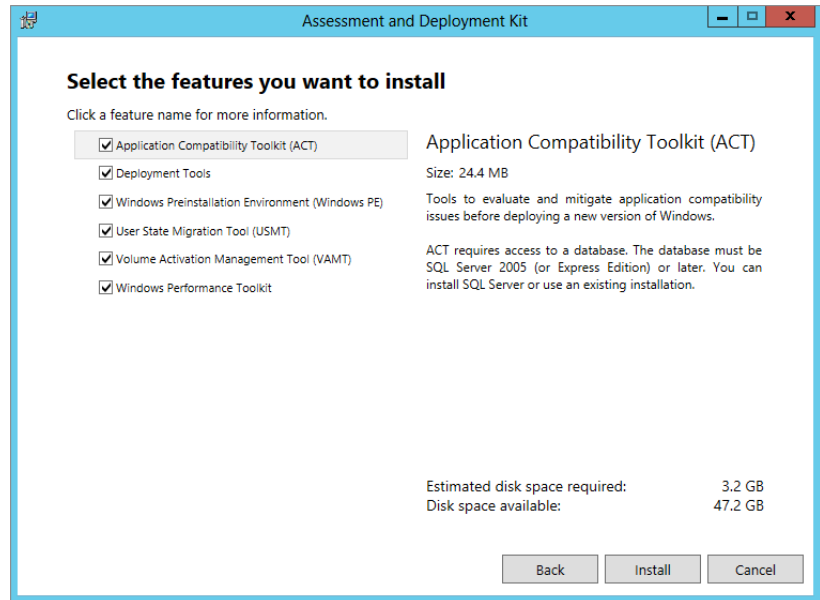 Assessment and Deployment Kit
Select the features you want to install
Click a feature name for more information.
Application Compatibility Toolkit (ACT)
Deployment Tools
Windows Preinstallation Environment (Windows PE)
User State Migration Tool (USMT)
Volume Activation Management Tool (VAMT)
Windows Performance Toolkit
Application Compatibility Toolkit (ACT)
Size: 24.4 MB
Tools to evaluate and mitigate application compatibility
issues before deploying a new version of Windows.
ACT requires access to a database. The database must be
SQL Server 2005 (or Express Edition) or later. You can
install SQL Server or use an existing installation.
Estimated disk space required: 3.2 GB
Disk space available: 47.2 GB
Back Install Cancel